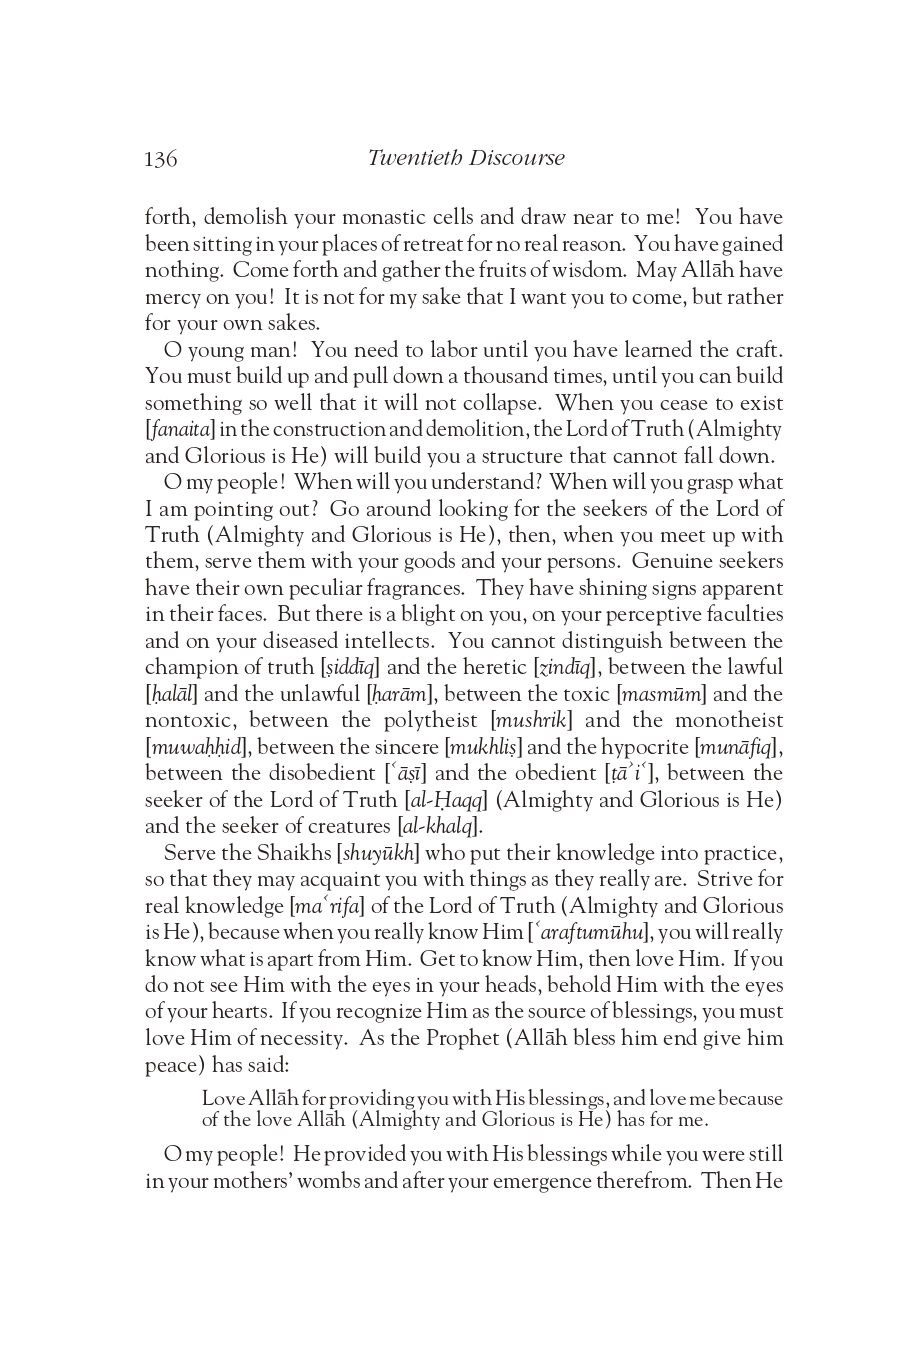 136
Twentieth Discourse
forth, demolish your monastic cells and draw near to me! You have
been sitting in your places of retreat for no real reason. You have gained
nothing. Come forth and gather the fruits of wisdom. May Allāh have
mercy on you! It is not for my sake that I want you to come, but rather
for your own sakes.
O young man! You need to labor until you have learned the craft.
You must build up and pull down a thousand times, until you can build
something so well that it will not collapse. When you cease to exist
[fanaita] in the construction and demolition, the Lord of Truth (Almighty
and Glorious is He) will build you a structure that cannot fall down.
O my people! When will you understand? When will you grasp what
I am pointing out? Go around looking for the seekers of the Lord of
Truth (Almighty and Glorious is He), then, when you meet up with
them, serve them with your goods and your persons. Genuine seekers
have their own peculiar fragrances. They have shining signs apparent
in their faces. But there is a blight on you, on your perceptive faculties
and on your diseased intellects. You cannot distinguish between the
champion of truth [ṣiddīq] and the heretic [zindīq], between the lawful
[ḥalāl] and the unlawful [ḥarām], between the toxic [masmūm] and the
nontoxic, between the polytheist [mushrik] and the monotheist
[muwaḥḥid], between the sincere [mukhliṣ] and the hypocrite [munāfiq],
between the disobedient [ʿāṣī] and the obedient [ṭāʾiʿ], between the
seeker of the Lord of Truth [al-Ḥaqq] (Almighty and Glorious is He)
and the seeker of creatures [al-khalq].
Serve the Shaikhs [shuyūkh] who put their knowledge into practice,
so that they may acquaint you with things as they really are. Strive for
real knowledge [maʿrifa] of the Lord of Truth (Almighty and Glorious
is He), because when you really know Him [ʿaraftumūhu], you will really
know what is apart from Him. Get to know Him, then love Him. If you
do not see Him with the eyes in your heads, behold Him with the eyes
of your hearts. If you recognize Him as the source of blessings, you must
love Him of necessity. As the Prophet (Allāh bless him end give him
peace) has said:
Love Allāh for providing you with His blessings, and love me because
of the love Allāh (Almighty and Glorious is He) has for me.
O my people! He provided you with His blessings while you were still
in your mothers’ wombs and after your emergence therefrom. Then He